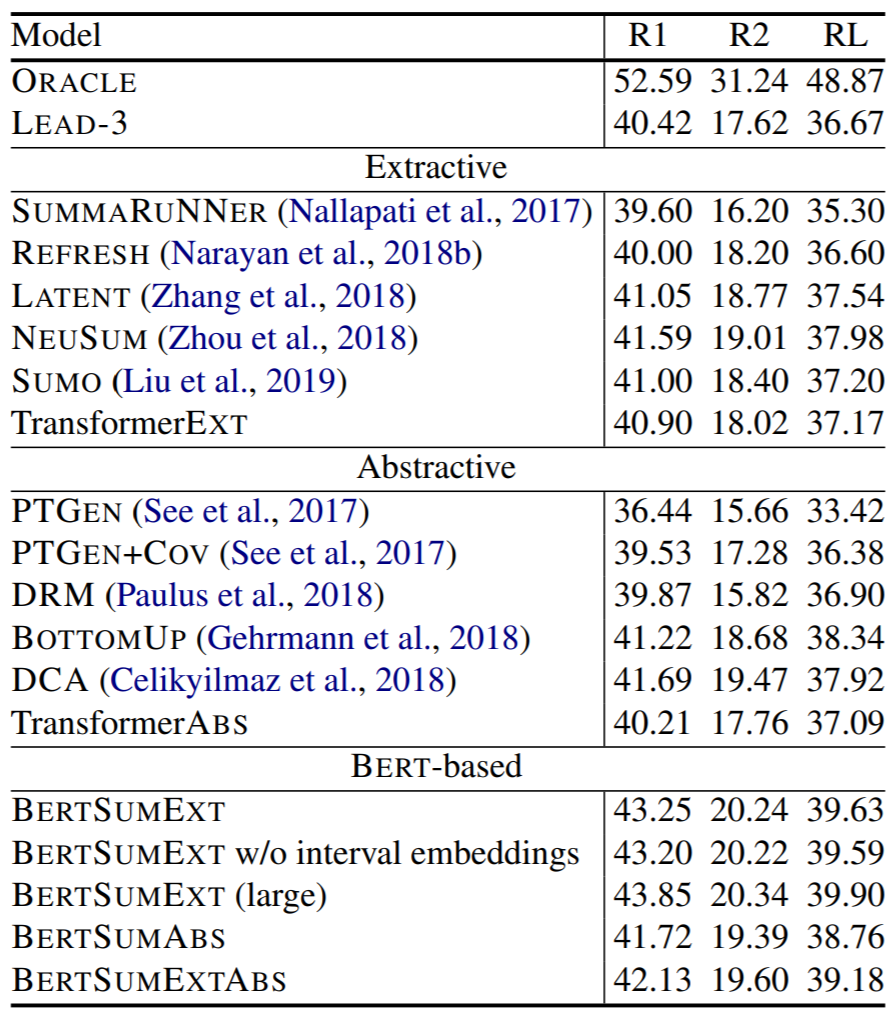 Model R1 R2 RL
ORACLE 52.59 31.24 48.87
LEAD-3 40.42 17.62 36.67
Extractive
SUMMARUNNER (Nallapati et al., 2017) 39.60 16.20 35.30
REFRESH (Narayan et al., 2018b) 40.00 18.20 36.60
LATENT (Zhang et al., 2018) 41.05 18.77 37.54
NEUSUM (Zhou et al., 2018) 41.59 19.01 37.98
SUMO (Liu et al., 2019) 41.00 18.40 37.20
TransformerEXT 40.90 18.02 37.17
Abstractive
PTGEN (See et al., 2017) 36.44 15.66 33.42
PTGEN+COV (See et al., 2017) 39.53 17.28 36.38
DRM (Paulus et al., 2018) 39.87 15.82 36.90
BOTTOMUP (Gehrmann et al., 2018) 41.22 18.68 38.34
DCA (Celikyilmaz et al., 2018) 41.69 19.47 37.92
TransformerABS 40.21 17.76 37.09
BERT-based
BERTSUMEXT 43.25 20.24 39.63
BERTSUMEXT w/o interval embeddings 43.20 20.22 39.59
BERTSUMEXT (large) 43.85 20.34 39.90
BERTSUMABS 41.72 19.39 38.76
BERTSUMEXTABS 42.13 19.60 39.18